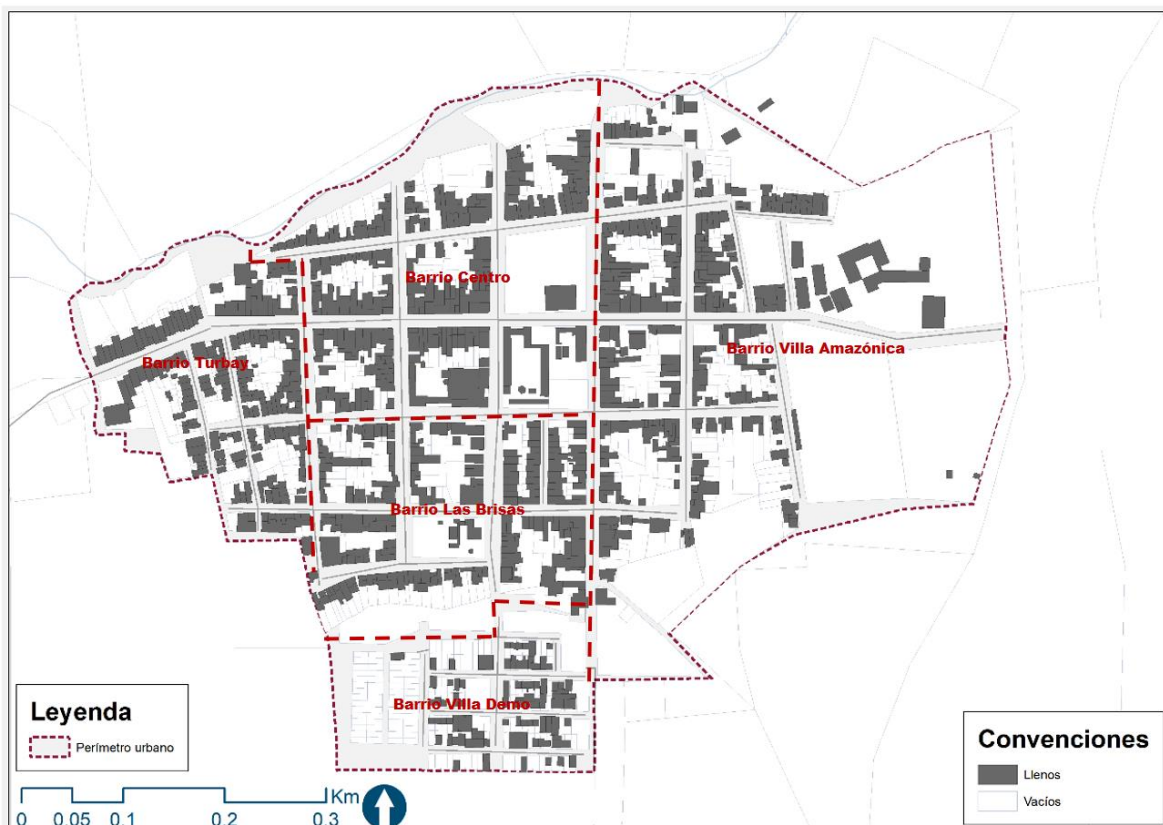 Barrio Centro
Barrio Villa Amazónica
Barrio Turbay
Barrio Las Brisas
Barrio Villa Demo
Leyenda
Perímetro urbano
Km
0 0.05 0.1 0.2 0.3
Convenciones
Llenos
Vacíos